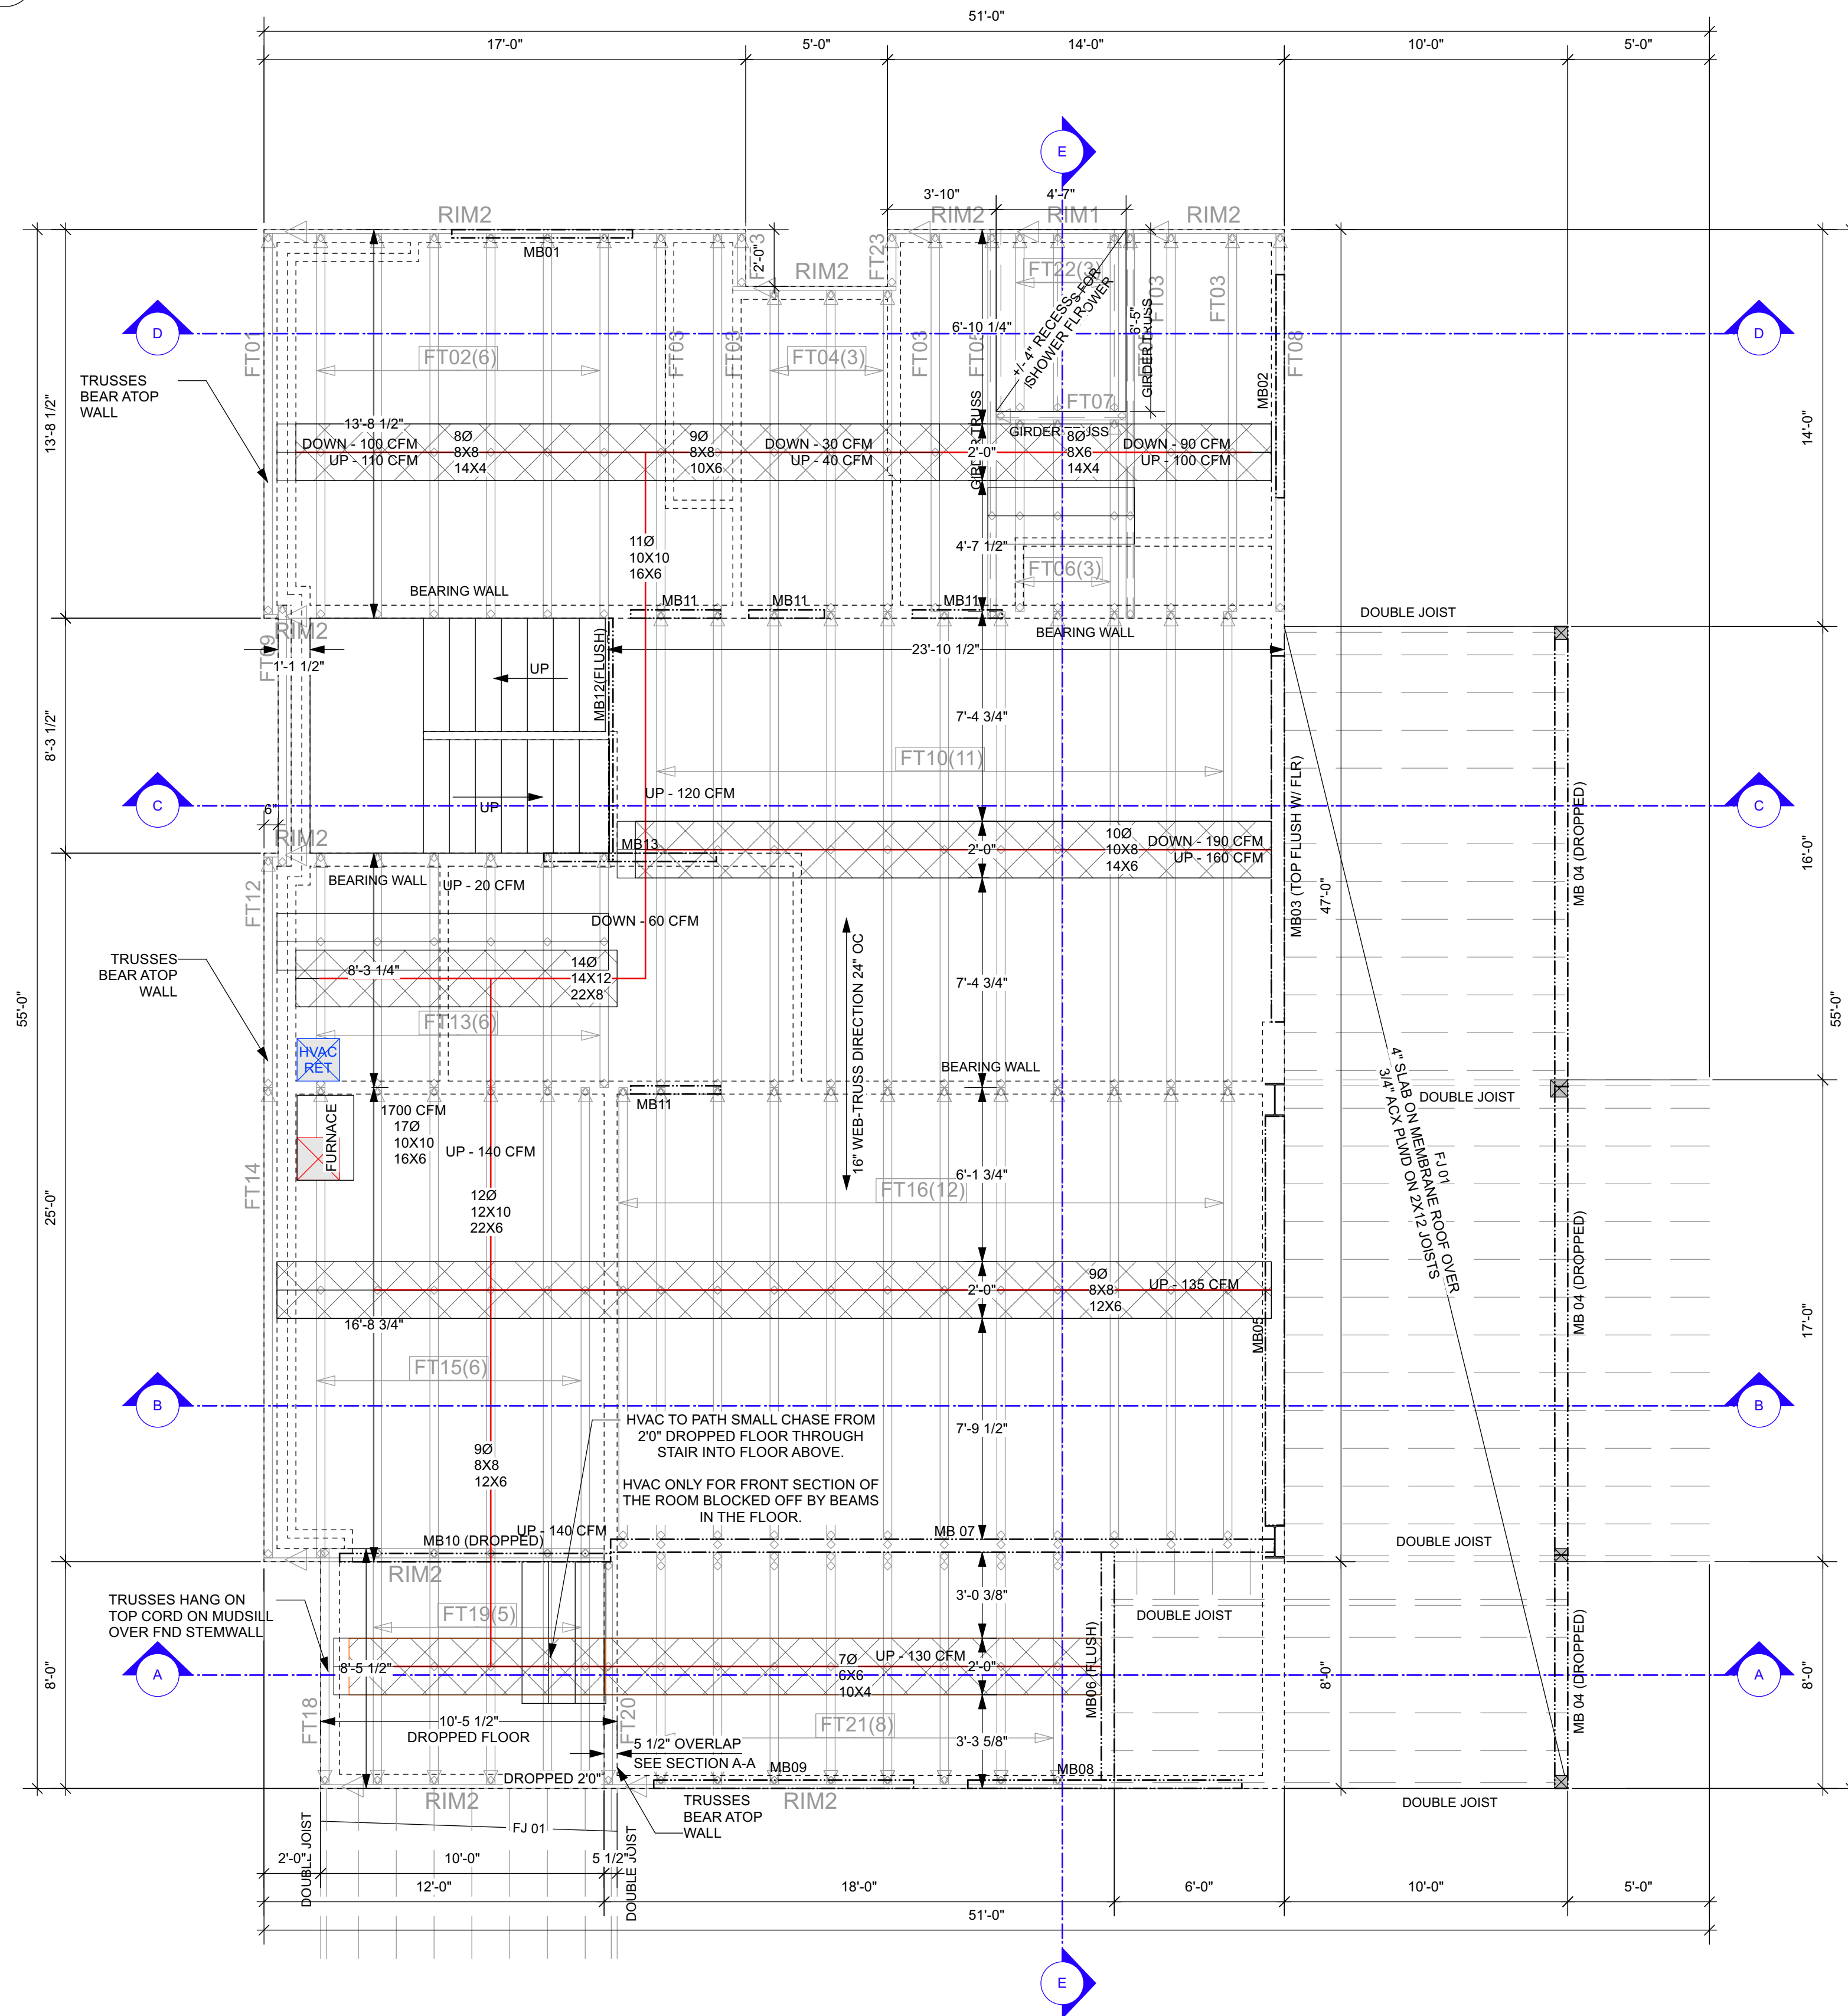 51'-0"
17'-0"
5'-0"
14'-0"
10'-0"
5'-0"
E
3'-10"
4'-7"
RIM2
RIM2
RIM1
RIM2
MB01
2'-0"
FT23
RIM2
FT22(3)
FT03
FT03
6'-5"
GIRDER TRUSS
+/- 4" RECESS FOR
SHOWER FLR
6'-10 1/4"
D
D
FT01
FT02(6)
FT03
FT03
FT04(3)
FT03
FT05
FT08
MB02
TRUSSES
BEAR ATOP
WALL
FT07
GIRDER TRUSS
GIRDER TRUSS
13'-8 1/2"
14'-0"
13'-8 1/2"
DOWN - 100 CFM
UP - 110 CFM
8Ø
8X8
14X4
9Ø
8X8
10X6
DOWN - 30 CFM
UP - 40 CFM
2'-0"
8Ø
8X6
14X4
DOWN - 90 CFM
UP - 100 CFM
11Ø
10X10
16X6
4'-7 1/2"
FT06(3)
BEARING WALL
MB11
MB11
MB11
DOUBLE JOIST
RIM2
BEARING WALL
FT09
1'-1 1/2"
UP
MB12(FLUSH)
23'-10 1/2"
8'-3 1/2"
7'-4 3/4"
FT10(11)
UP - 120 CFM
UP
C
C
6"
RIM2
MB13
2'-0"
10Ø
10X8
14X6
DOWN - 190 CFM
UP - 160 CFM
MB03 (TOP FLUSH W/ FLR)
47'-0"
MB 04 (DROPPED)
16'-0"
BEARING WALL
UP - 20 CFM
FT12
DOWN - 60 CFM
TRUSSES
BEAR ATOP
WALL
8'-3 1/4"
14Ø
14X12
22X8
7'-4 3/4"
16" WEB-TRUSS DIRECTION 24" OC
55'-0"
55'-0"
FT13(6)
HVAC
RET
BEARING WALL
MB11
DOUBLE JOIST
FURNACE
1700 CFM
17Ø
10X10
16X6
UP - 140 CFM
6'-1 3/4"
FT14
12Ø
12X10
22X6
FT16(12)
25'-0"
FJ 01
4" SLAB ON MEMBRANE ROOF OVER
3/4" ACX PLWD ON 2X12 JOISTS
MB 04 (DROPPED)
9Ø
8X8
12X6
UP - 135 CFM
2'-0"
16'-8 3/4"
MB05
17'-0"
FT15(6)
B
B
HVAC TO PATH SMALL CHASE FROM
2'0" DROPPED FLOOR THROUGH
STAIR INTO FLOOR ABOVE.
HVAC ONLY FOR FRONT SECTION OF
THE ROOM BLOCKED OFF BY BEAMS
IN THE FLOOR.
7'-9 1/2"
9Ø
8X8
12X6
UP - 140 CFM
MB10 (DROPPED)
MB 07
DOUBLE JOIST
RIM2
TRUSSES HANG ON
TOP CORD ON MUDSILL
OVER FND STEMWALL
FT19(5)
3'-0 3/8"
DOUBLE JOIST
8'-0"
A
A
8'-5 1/2"
7Ø
6X6
10X4
UP - 130 CFM
2'-0"
MB06 (FLUSH)
8'-0"
MB 04 (DROPPED)
8'-0"
FT18
10'-5 1/2"
DROPPED FLOOR
FT20
FT21(8)
5 1/2" OVERLAP
SEE SECTION A-A
3'-3 5/8"
DROPPED 2'0"
MB09
MB08
RIM2
RIM2
DOUBLE JOIST
TRUSSES
BEAR ATOP
WALL
DOUBLE JOIST
FJ 01
DOUBLE JOIST
2'-0"
10'-0"
5 1/2"
12'-0"
18'-0"
6'-0"
10'-0"
5'-0"
51'-0"
E